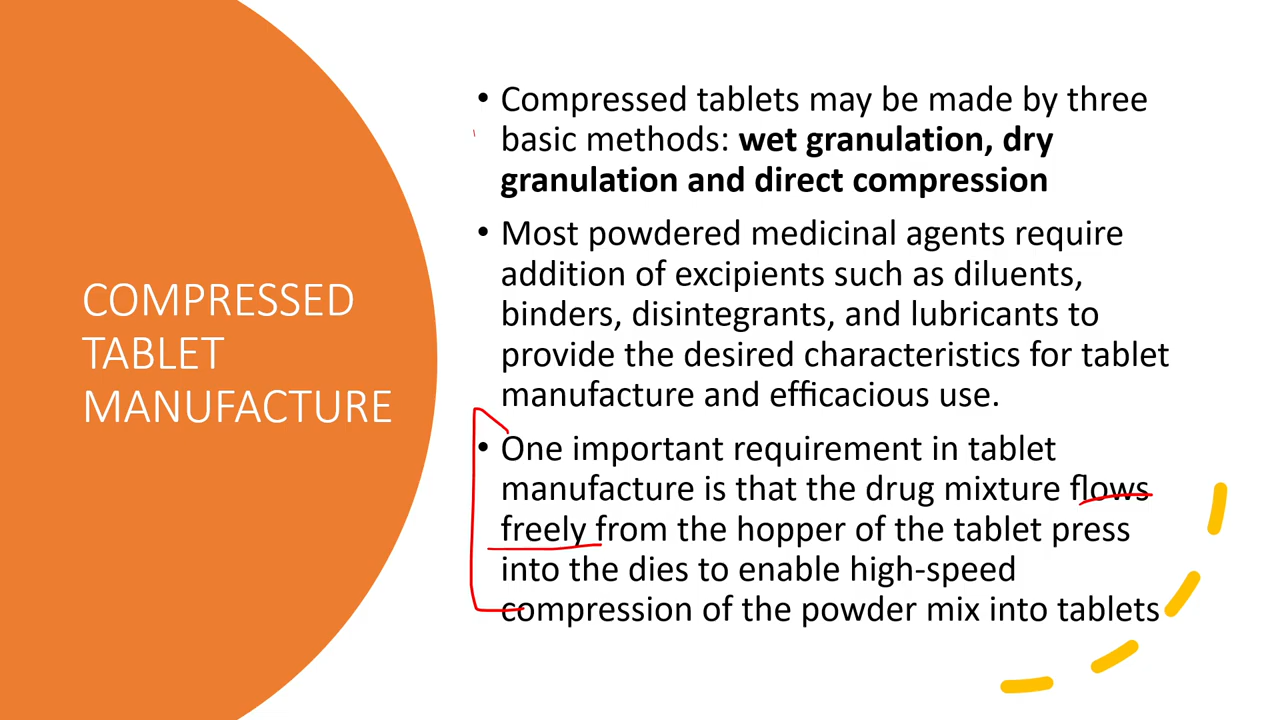 COMPRESSED
TABLET
MANUFACTURE
• Compressed tablets may be made by three
basic methods: wet granulation, dry
granulation and direct compression
• Most powdered medicinal agents require
addition of excipients such as diluents,
binders, disintegrants, and lubricants to
provide the desired characteristics for tablet
manufacture and efficacious use.
• One important requirement in tablet
manufacture is that the drug mixture flows
freely from the hopper of the tablet press
into the dies to enable high-speed
compression of the powder mix into tablets